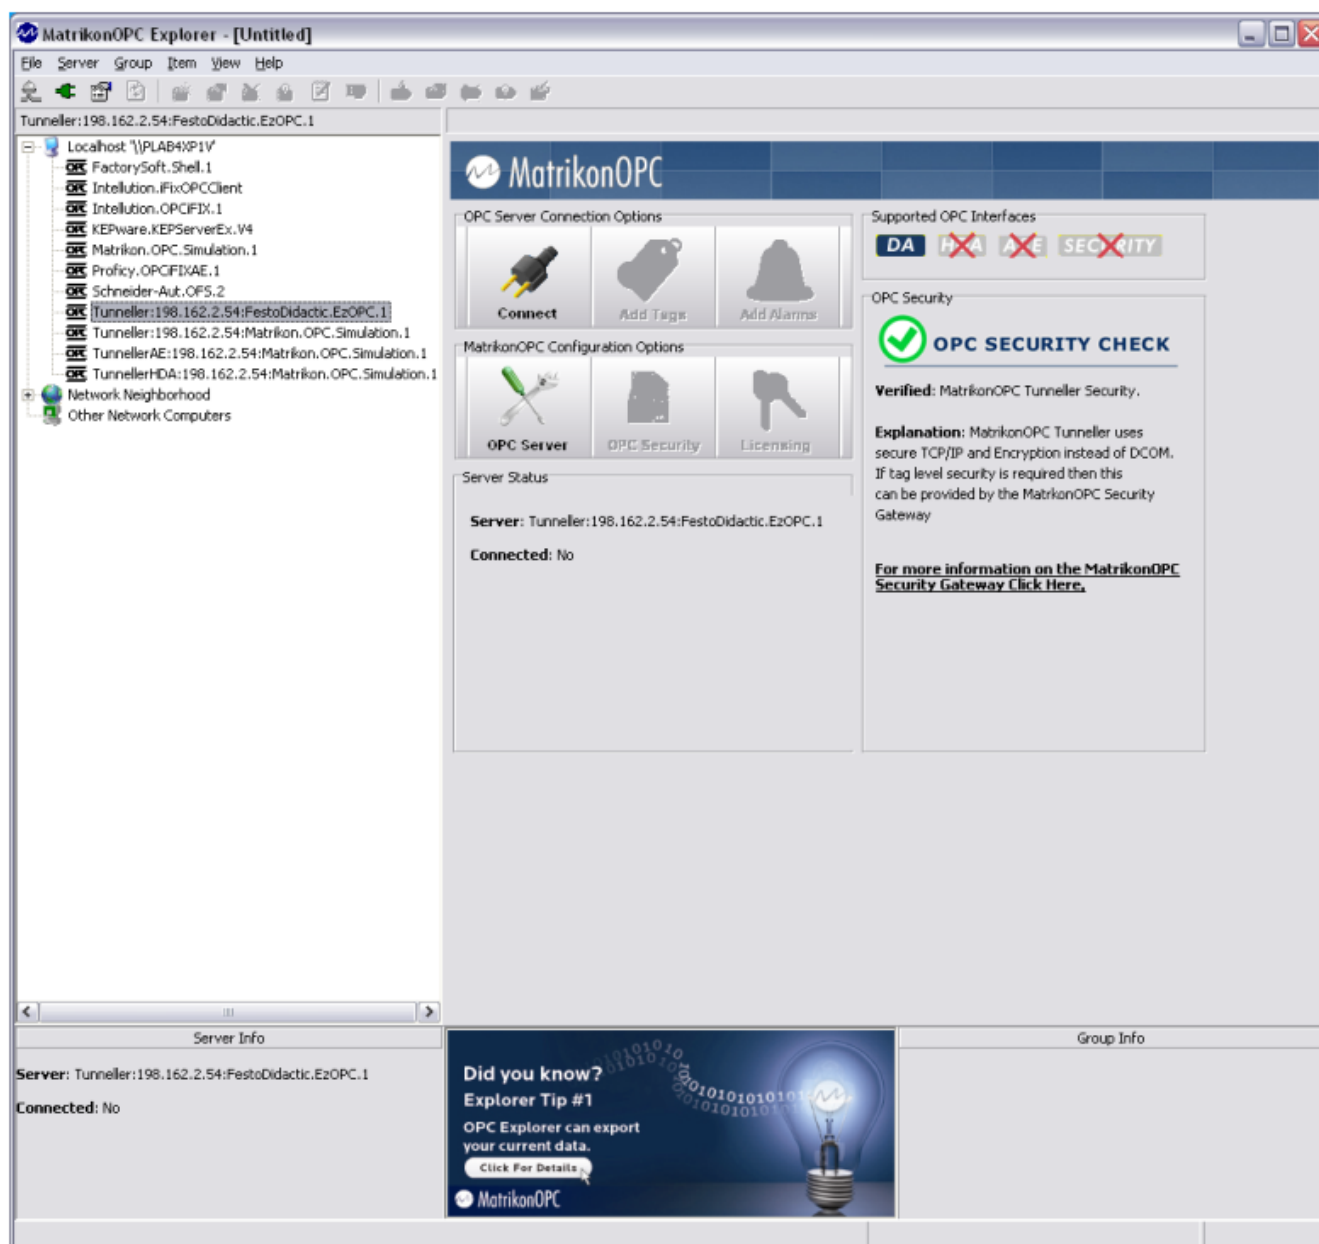 MatrikonOPC Explorer - [Untitled]
File Server Group Item View Help
Tunneller:198.162.2.54:FestoDidactic.EzOPC.1
Localhost '\\PLAB4XP1V'
FactorySoft.Shell.1
Intellution.iFixOPCClient
Intellution.OPCiFIX.1
KEPware.KEPServerEx.V4
Matrikon.OPC.Simulation.1
Proficy.OPCiFIXAE.1
Schneider-Aut.OFS.2
Tunneller:198.162.2.54:FestoDidactic.EzOPC.1
Tunneller:198.162.2.54:Matrikon.OPC.Simulation.1
TunnellerAE:198.162.2.54:Matrikon.OPC.Simulation.1
TunnellerHDA:198.162.2.54:Matrikon.OPC.Simulation.1
Network Neighborhood
Other Network Computers
MatrikonOPC
OPC Server Connection Options
Connect Add Tags Add Alarms
MatrikonOPC Configuration Options
OPC Server OPC Security Licensing
Server Status
Server: Tunneller:198.162.2.54:FestoDidactic.EzOPC.1
Connected: No
Supported OPC Interfaces
DA HDA A&E SECURITY
OPC Security
OPC SECURITY CHECK
Verified: MatrikonOPC Tunneller Security.
Explanation: MatrikonOPC Tunneller uses
secure TCP/IP and Encryption instead of DCOM.
If tag level security is required then this
can be provided by the MatrkonOPC Security
Gateway
For more information on the MatrikonOPC
Security Gateway Click Here.
Server Info
Server: Tunneller:198.162.2.54:FestoDidactic.EzOPC.1
Connected: No
Did you know?
Explorer Tip #1
OPC Explorer can export
your current data.
Click For Details
MatrikonOPC
Group Info